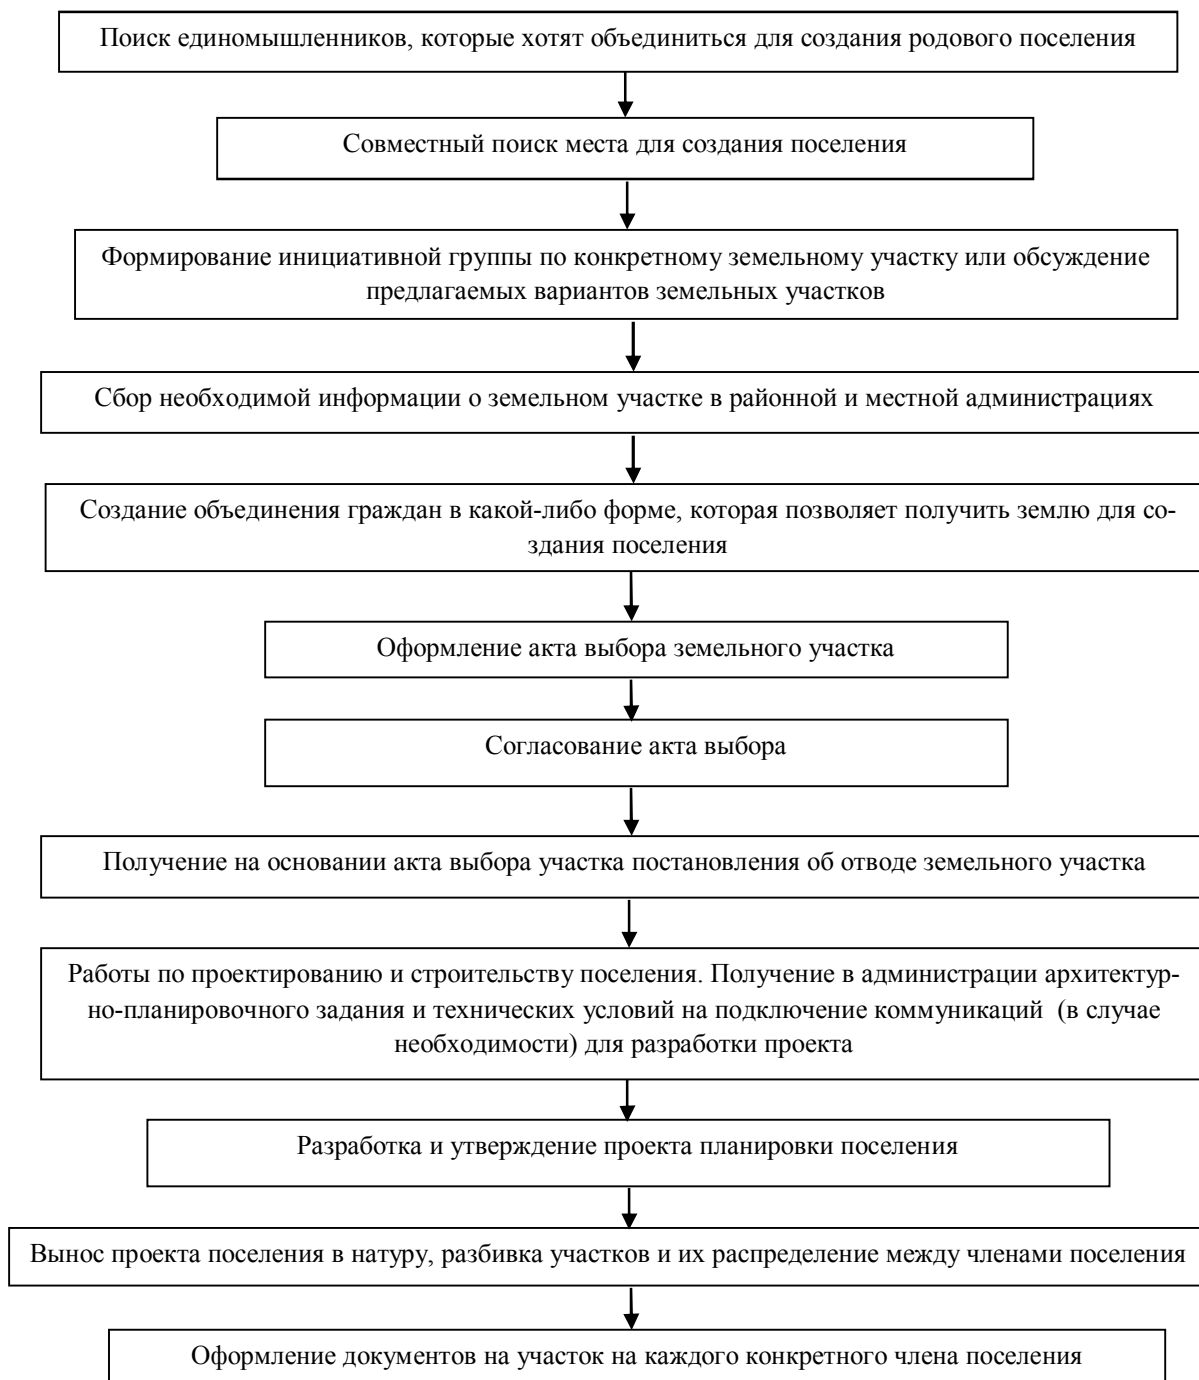 Поиск единомышленников, которые хотят объединиться для создания родового поселения
Совместный поиск места для создания поселения
Формирование инициативной группы по конкретному земельному участку или обсуждение
предлагаемых вариантов земельных участков
Сбор необходимой информации о земельном участке в районной и местной администрациях
Создание объединения граждан в какой-либо форме, которая позволяет получить землю для со-
здания поселения
Оформление акта выбора земельного участка
Согласование акта выбора
Получение на основании акта выбора участка постановления об отводе земельного участка
Работы по проектированию и строительству поселения. Получение в администрации архитектур-
но-планировочного задания и технических условий на подключение коммуникаций (в случае
необходимости) для разработки проекта
Разработка и утверждение проекта планировки поселения
Вынос проекта поселения в натуру, разбивка участков и их распределение между членами поселения
Оформление документов на участок на каждого конкретного члена поселения